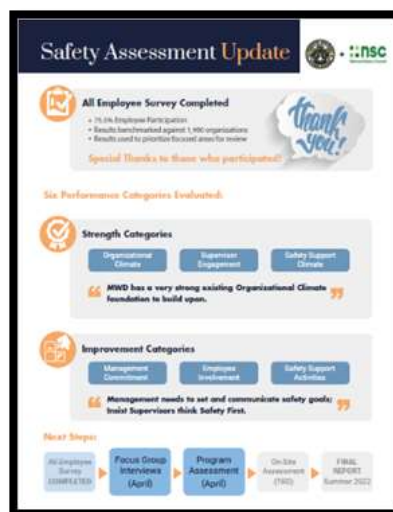 Safety Assessment Update
nsc
All Employee Survey Completed
• 75.5% Employee Participation
• Results benchmarked against 1,980 organizations
• Results used to prioritize focused areas for review
Special Thanks to those who participated!
thank
you!
Six Performance Categories Evaluated:
Strength Categories
Organizational
Climate
Supervisor
Engagement
Safety Support
Climate
“ MWD has a very strong existing Organizational Climate
foundation to build upon. ”
Improvement Categories
Management
Commitment
Employee
Involvement
Safety Support
Activities
“ Management needs to set and communicate safety goals;
Insist Supervisors think Safety First. ”
Next Steps:
All Employee
Survey
COMPLETED
Focus Group
Interviews
(April)
Program
Assessment
(April)
On-Site
Assessment
(TBD)
FINAL
REPORT
Summer 2022